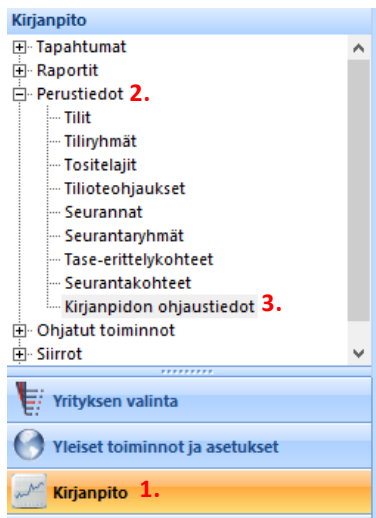 Kirjanpito
Tapahtumat
Raportit
Perustiedot 2.
Tilit
Tiliryhmät
Tositelajit
Tilioteohjaukset
Seurannat
Seurantaryhmät
Tase-erittelykohteet
Seurantakohteet
Kirjanpidon ohjaustiedot 3.
Ohjatut toiminnot
Siirrot
Yrityksen valinta
Yleiset toiminnot ja asetukset
Kirjanpito 1.